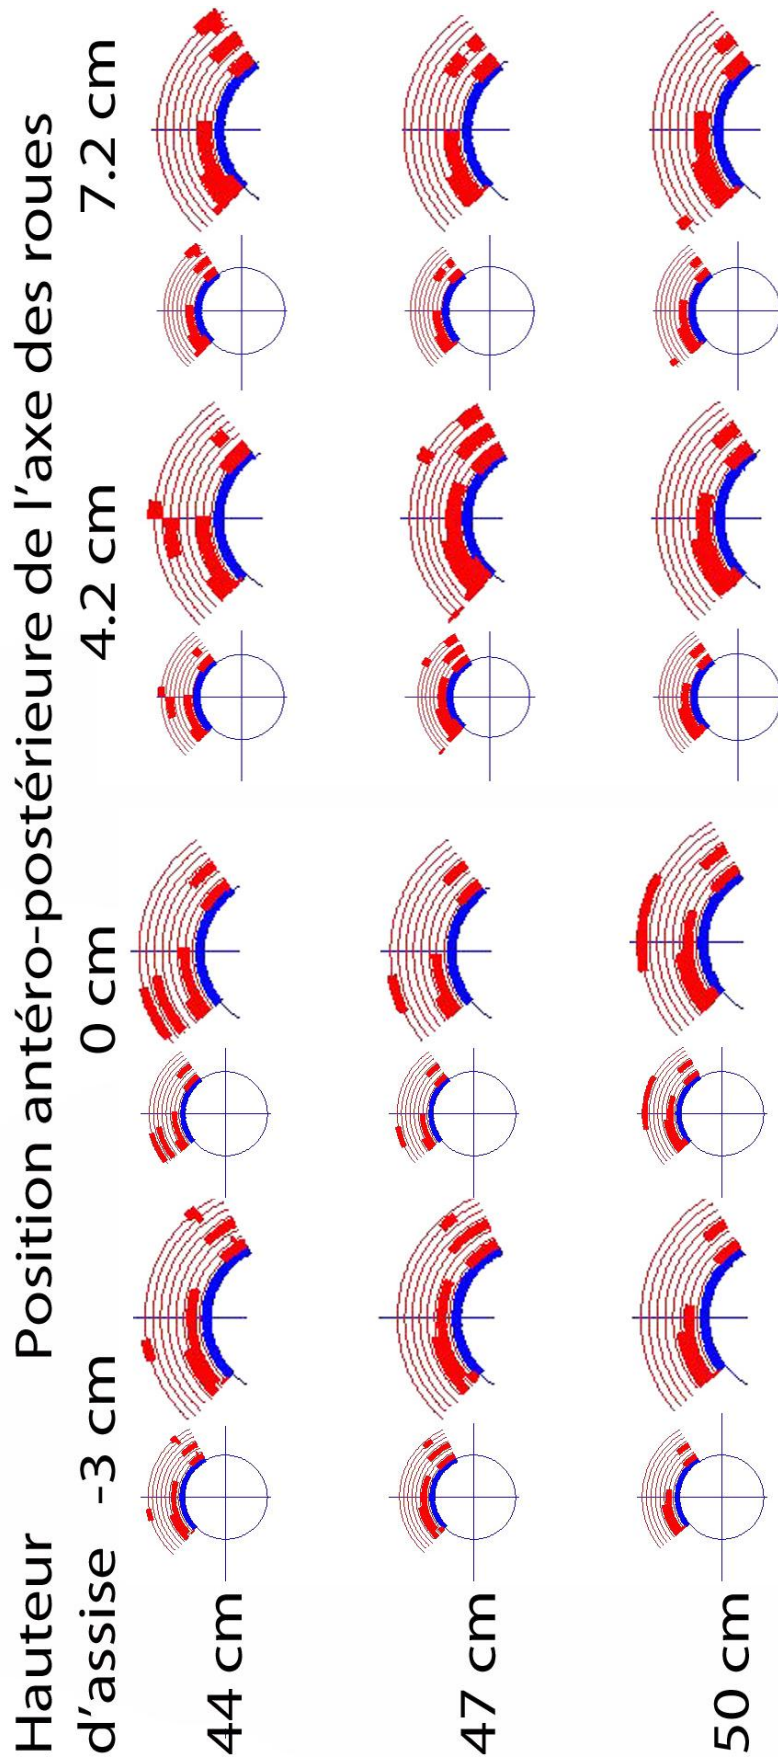 Hauteur
d'assise
Position antéro-postérieure de l'axe des roues
-3 cm
0 cm
4.2 cm
7.2 cm
44 cm
47 cm
50 cm